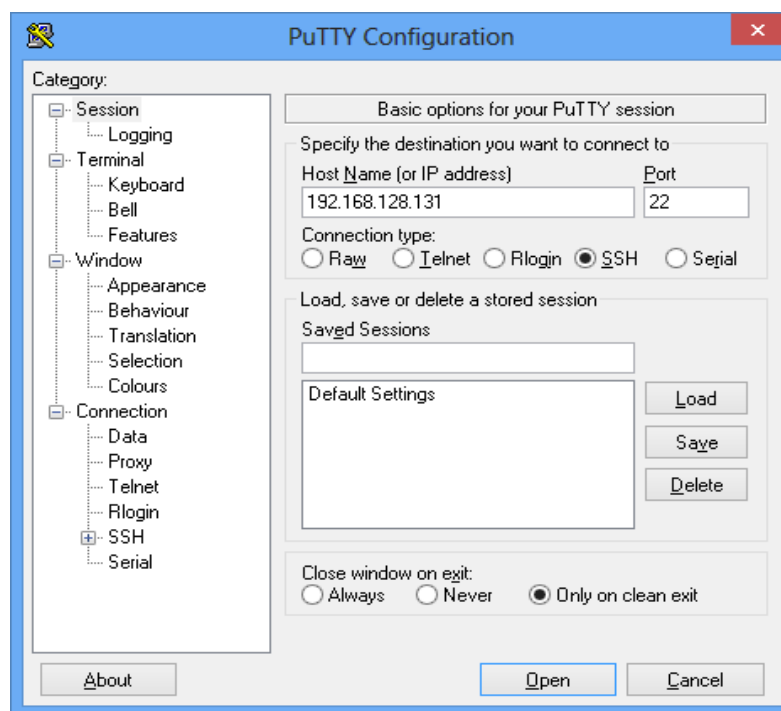 PuTTY Configuration
Category:
Session
Logging
Terminal
Keyboard
Bell
Features
Window
Appearance
Behaviour
Translation
Selection
Colours
Connection
Data
Proxy
Telnet
Rlogin
SSH
Serial
Basic options for your PuTTY session
Specify the destination you want to connect to
Host Name (or IP address) Port
192.168.128.131 22
Connection type:
Raw Telnet Rlogin SSH Serial
Load, save or delete a stored session
Saved Sessions
Default Settings
Load
Save
Delete
Close window on exit:
Always Never Only on clean exit
About Open Cancel